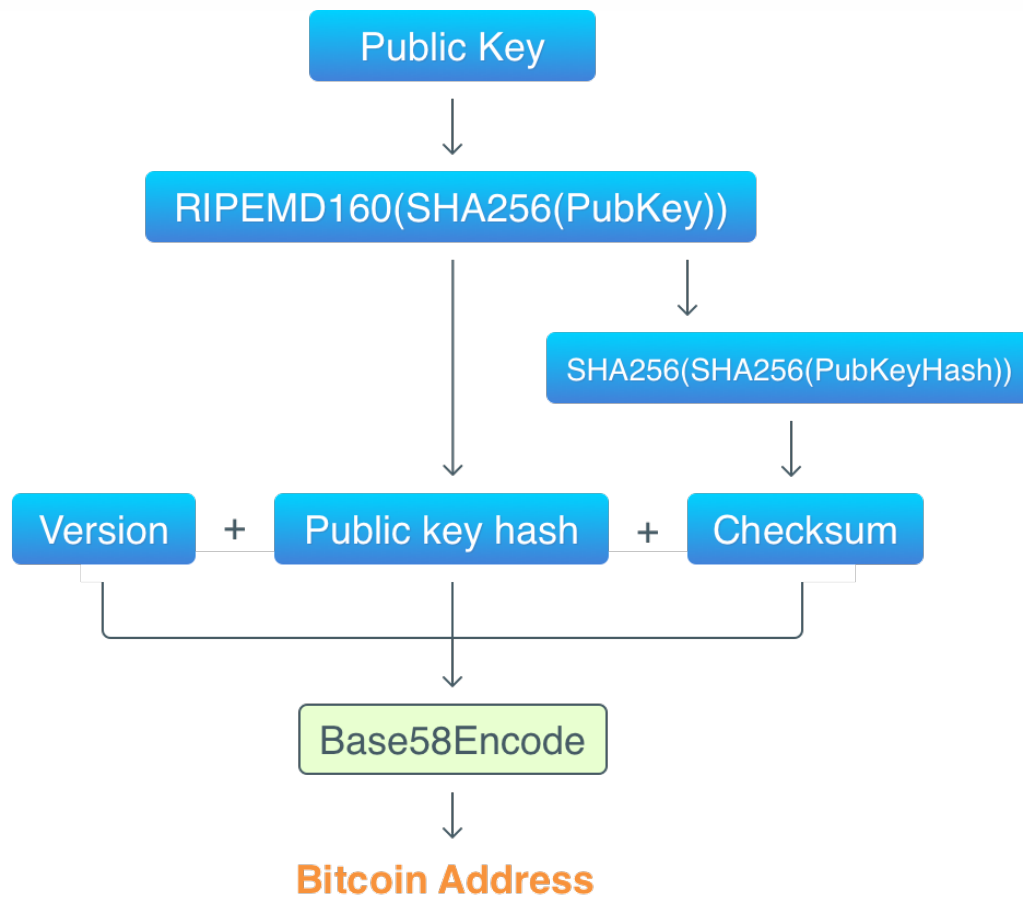 Public Key
RIPEMD160(SHA256(PubKey))
SHA256(SHA256(PubKeyHash))
Version + Public key hash + Checksum
Base58Encode
Bitcoin Address